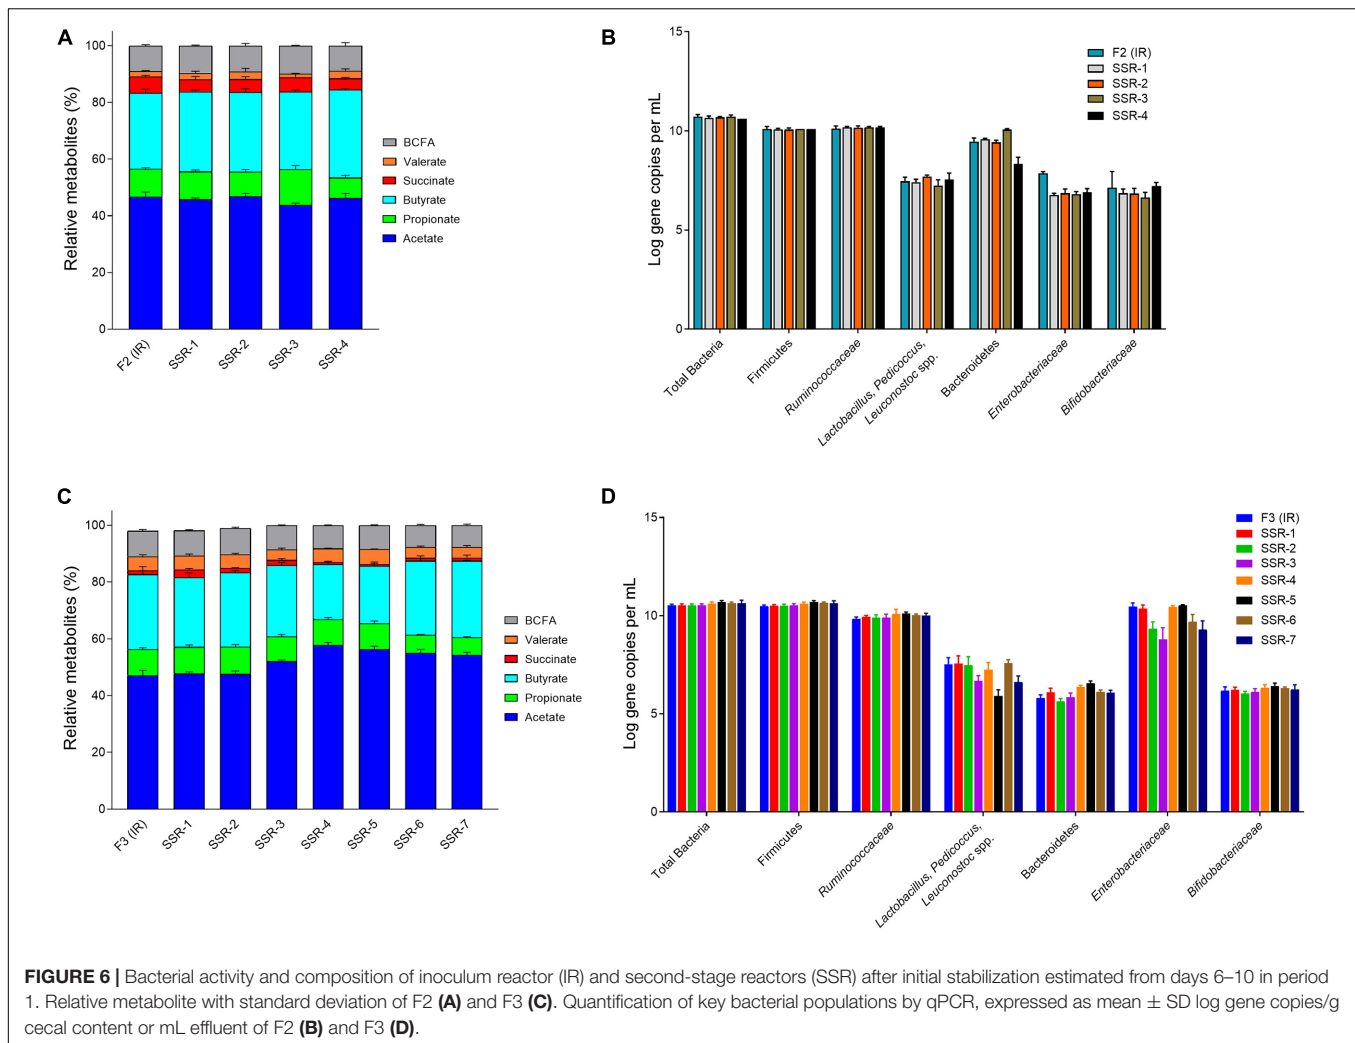 A
100
80
60
40
20
0
Relative metabolites (%)
F2 (IR)
SSR-1
SSR-2
SSR-3
SSR-4
BCFA
Valerate
Succinate
Butyrate
Propionate
Acetate
B
15
10
5
0
Log gene copies per mL
F2 (IR)
SSR-1
SSR-2
SSR-3
SSR-4
Total Bacteria
Firmicutes
Ruminococcaceae
Lactobacillus, Pedicoccus,
Leuconostoc spp.
Bacteroidetes
Enterobacteriaceae
Bifidobacteriaceae
C
100
80
60
40
20
0
Relative metabolites (%)
F3 (IR)
SSR-1
SSR-2
SSR-3
SSR-4
SSR-5
SSR-6
SSR-7
BCFA
Valerate
Succinate
Butyrate
Propionate
Acetate
D
15
10
5
0
Log gene copies per mL
F3 (IR)
SSR-1
SSR-2
SSR-3
SSR-4
SSR-5
SSR-6
SSR-7
Total Bacteria
Firmicutes
Ruminococcaceae
Lactobacillus, Pedicoccus,
Leuconostoc spp.
Bacteroidetes
Enterobacteriaceae
Bifidobacteriaceae
FIGURE 6 | Bacterial activity and composition of inoculum reactor (IR) and second-stage reactors (SSR) after initial stabilization estimated from days 6–10 in period
1. Relative metabolite with standard deviation of F2 (A) and F3 (C). Quantification of key bacterial populations by qPCR, expressed as mean ± SD log gene copies/g
cecal content or mL effluent of F2 (B) and F3 (D).